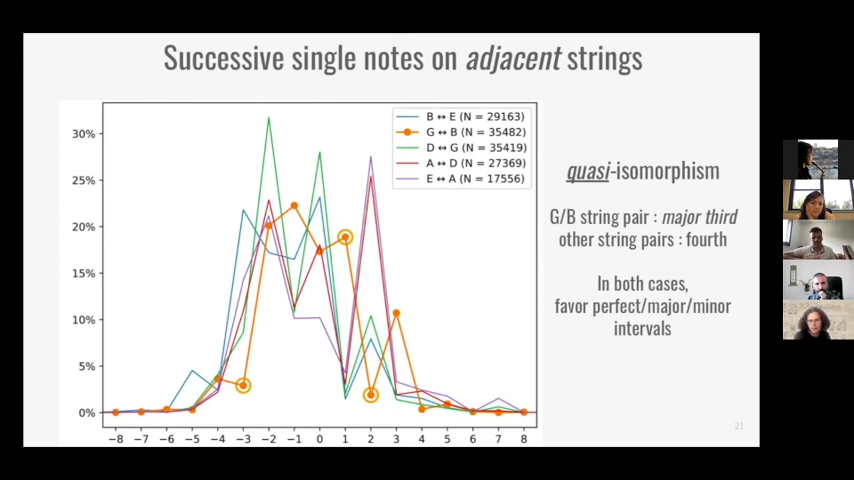 Successive single notes on adjacent strings
B ↔ E (N = 29163)
G ↔ B (N = 35482)
D ↔ G (N = 35419)
A ↔ D (N = 27369)
E ↔ A (N = 17556)
30%
25%
20%
15%
10%
5%
0%
−8 −7 −6 −5 −4 −3 −2 −1 0 1 2 3 4 5 6 7 8
quasi-isomorphism
G/B string pair : major third
other string pairs : fourth
In both cases,
favor perfect/major/minor
intervals
21